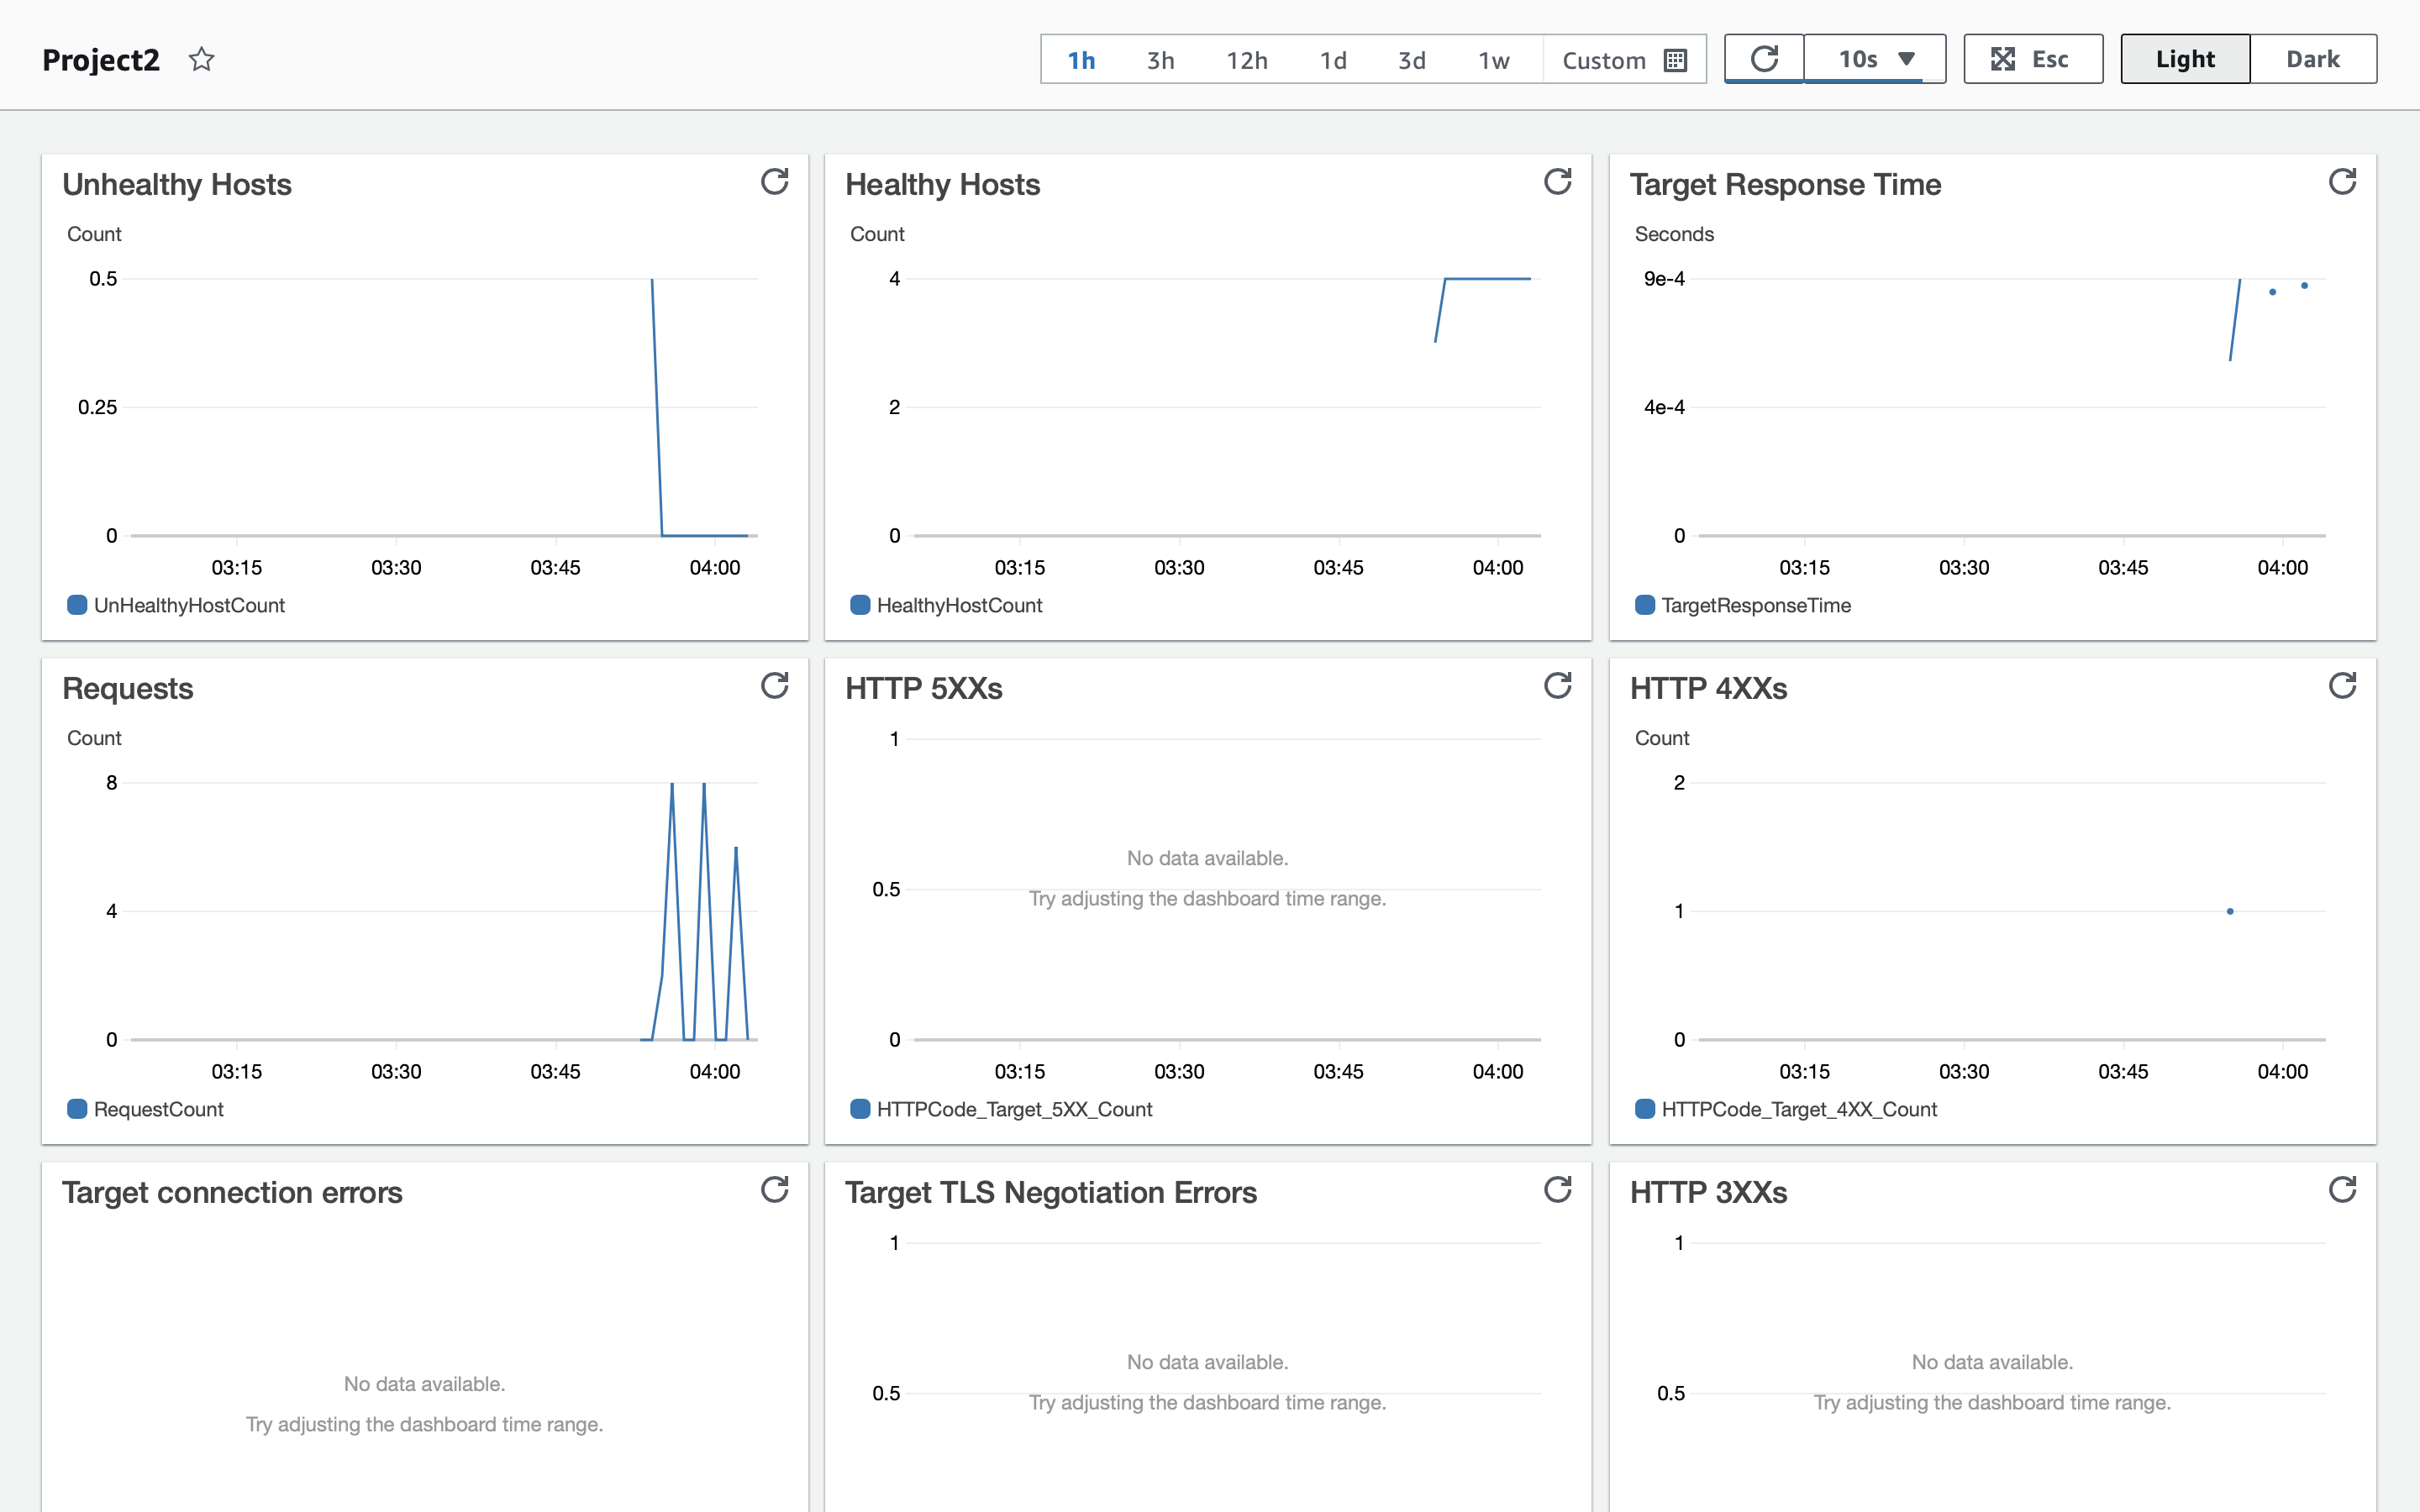 Project2
1h 3h 12h 1d 3d 1w Custom 10s Esc Light Dark
Unhealthy Hosts
Count
0.5
0.25
0
03:15 03:30 03:45 04:00
UnHealthyHostCount
Healthy Hosts
Count
4
2
0
03:15 03:30 03:45 04:00
HealthyHostCount
Target Response Time
Seconds
9e-4
4e-4
0
03:15 03:30 03:45 04:00
TargetResponseTime
Requests
Count
8
4
0
03:15 03:30 03:45 04:00
RequestCount
HTTP 5XXs
1
No data available.
0.5
Try adjusting the dashboard time range.
0
03:15 03:30 03:45 04:00
HTTPCode_Target_5XX_Count
HTTP 4XXs
Count
2
1
0
03:15 03:30 03:45 04:00
HTTPCode_Target_4XX_Count
Target connection errors
No data available.
Try adjusting the dashboard time range.
Target TLS Negotiation Errors
1
No data available.
0.5
Try adjusting the dashboard time range.
HTTP 3XXs
1
No data available.
0.5
Try adjusting the dashboard time range.